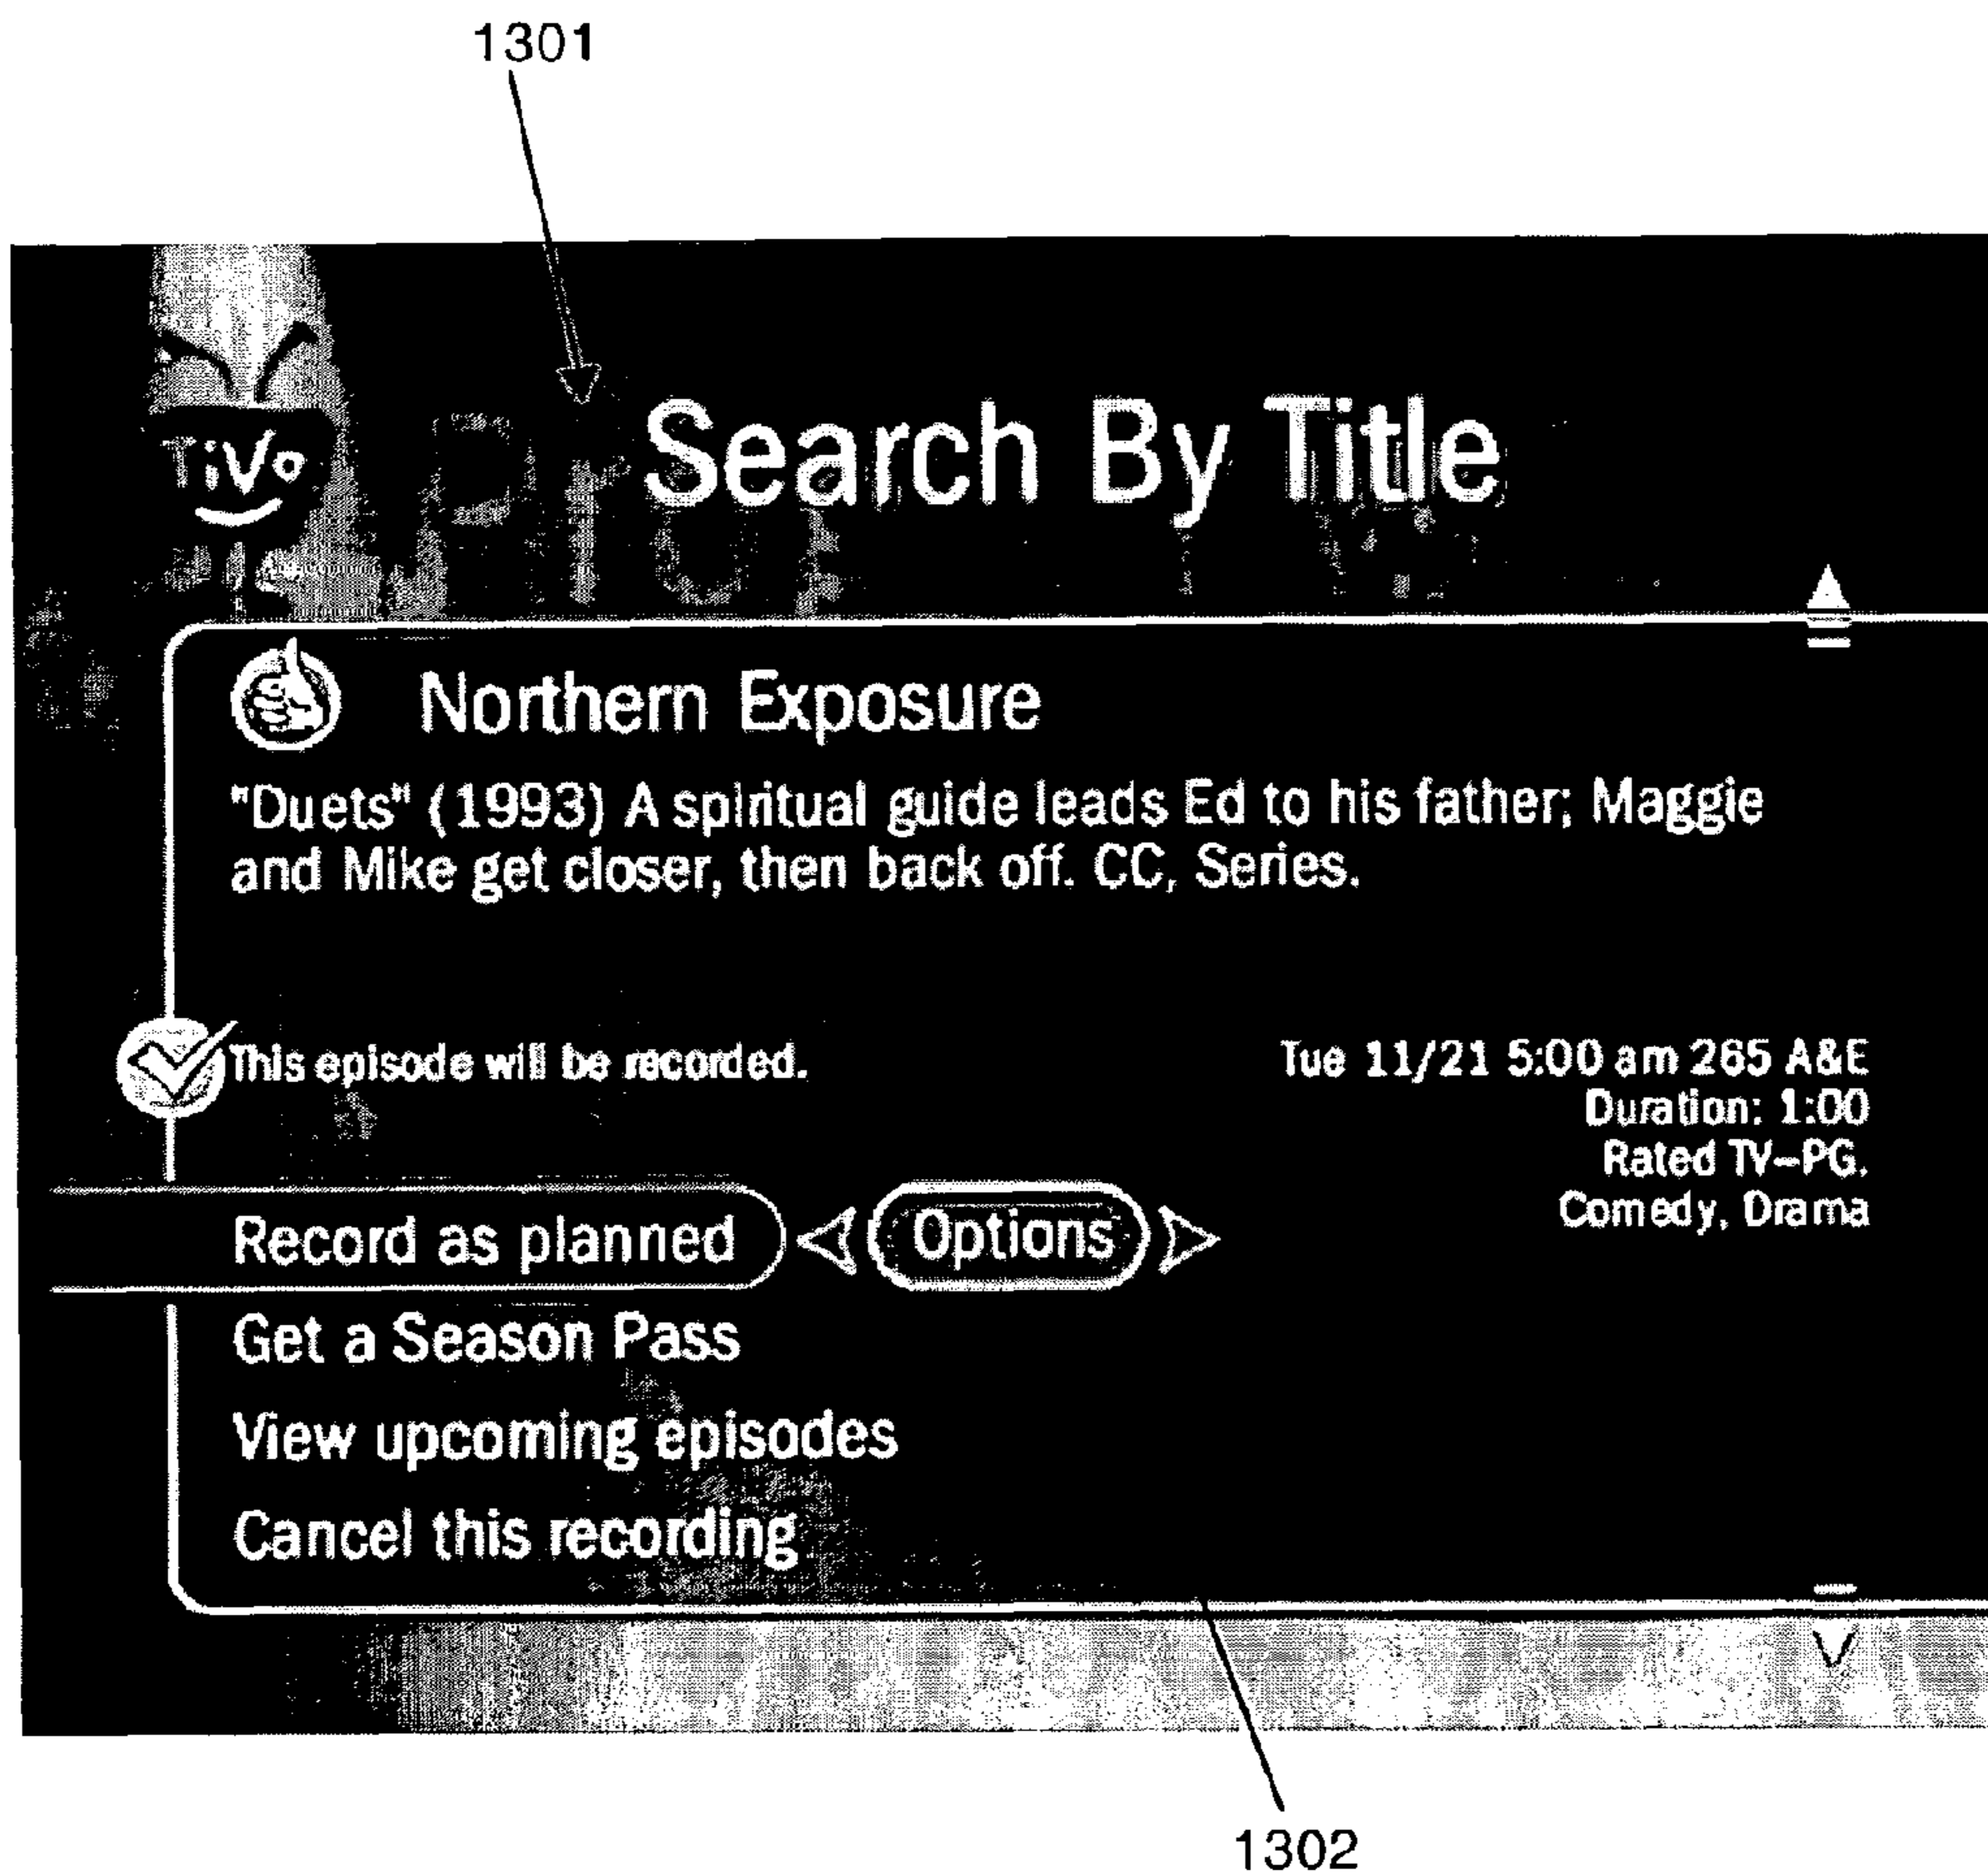 1301
TiVo
Search By Title
Northern Exposure
"Duets" (1993) A spiritual guide leads Ed to his father; Maggie
and Mike get closer, then back off. CC, Series.
This episode will be recorded.
Tue 11/21 5:00 am 265 A&E
Duration: 1:00
Rated TV-PG.
Comedy, Drama
Record as planned
Options
Get a Season Pass
View upcoming episodes
Cancel this recording
1302